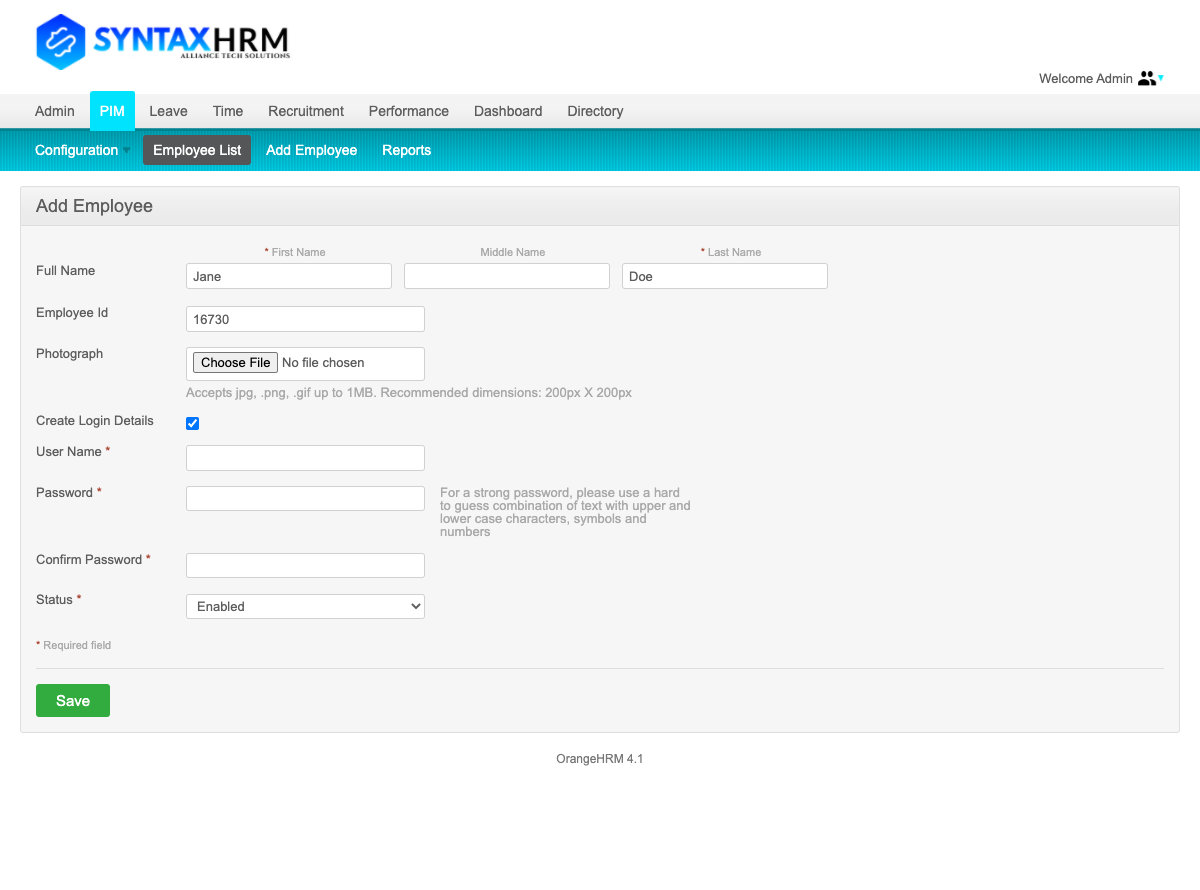 SYNTAXHRM
ALLIANCE TECH SOLUTIONS
Welcome Admin
Admin PIM Leave Time Recruitment Performance Dashboard Directory
Configuration Employee List Add Employee Reports
Add Employee
* First Name Middle Name * Last Name
Full Name Jane Doe
Employee Id 16730
Photograph Choose File No file chosen
Accepts jpg, .png, .gif up to 1MB. Recommended dimensions: 200px X 200px
Create Login Details
User Name *
Password * For a strong password, please use a hard
to guess combination of text with upper and
lower case characters, symbols and
numbers
Confirm Password *
Status * Enabled
* Required field
Save
OrangeHRM 4.1